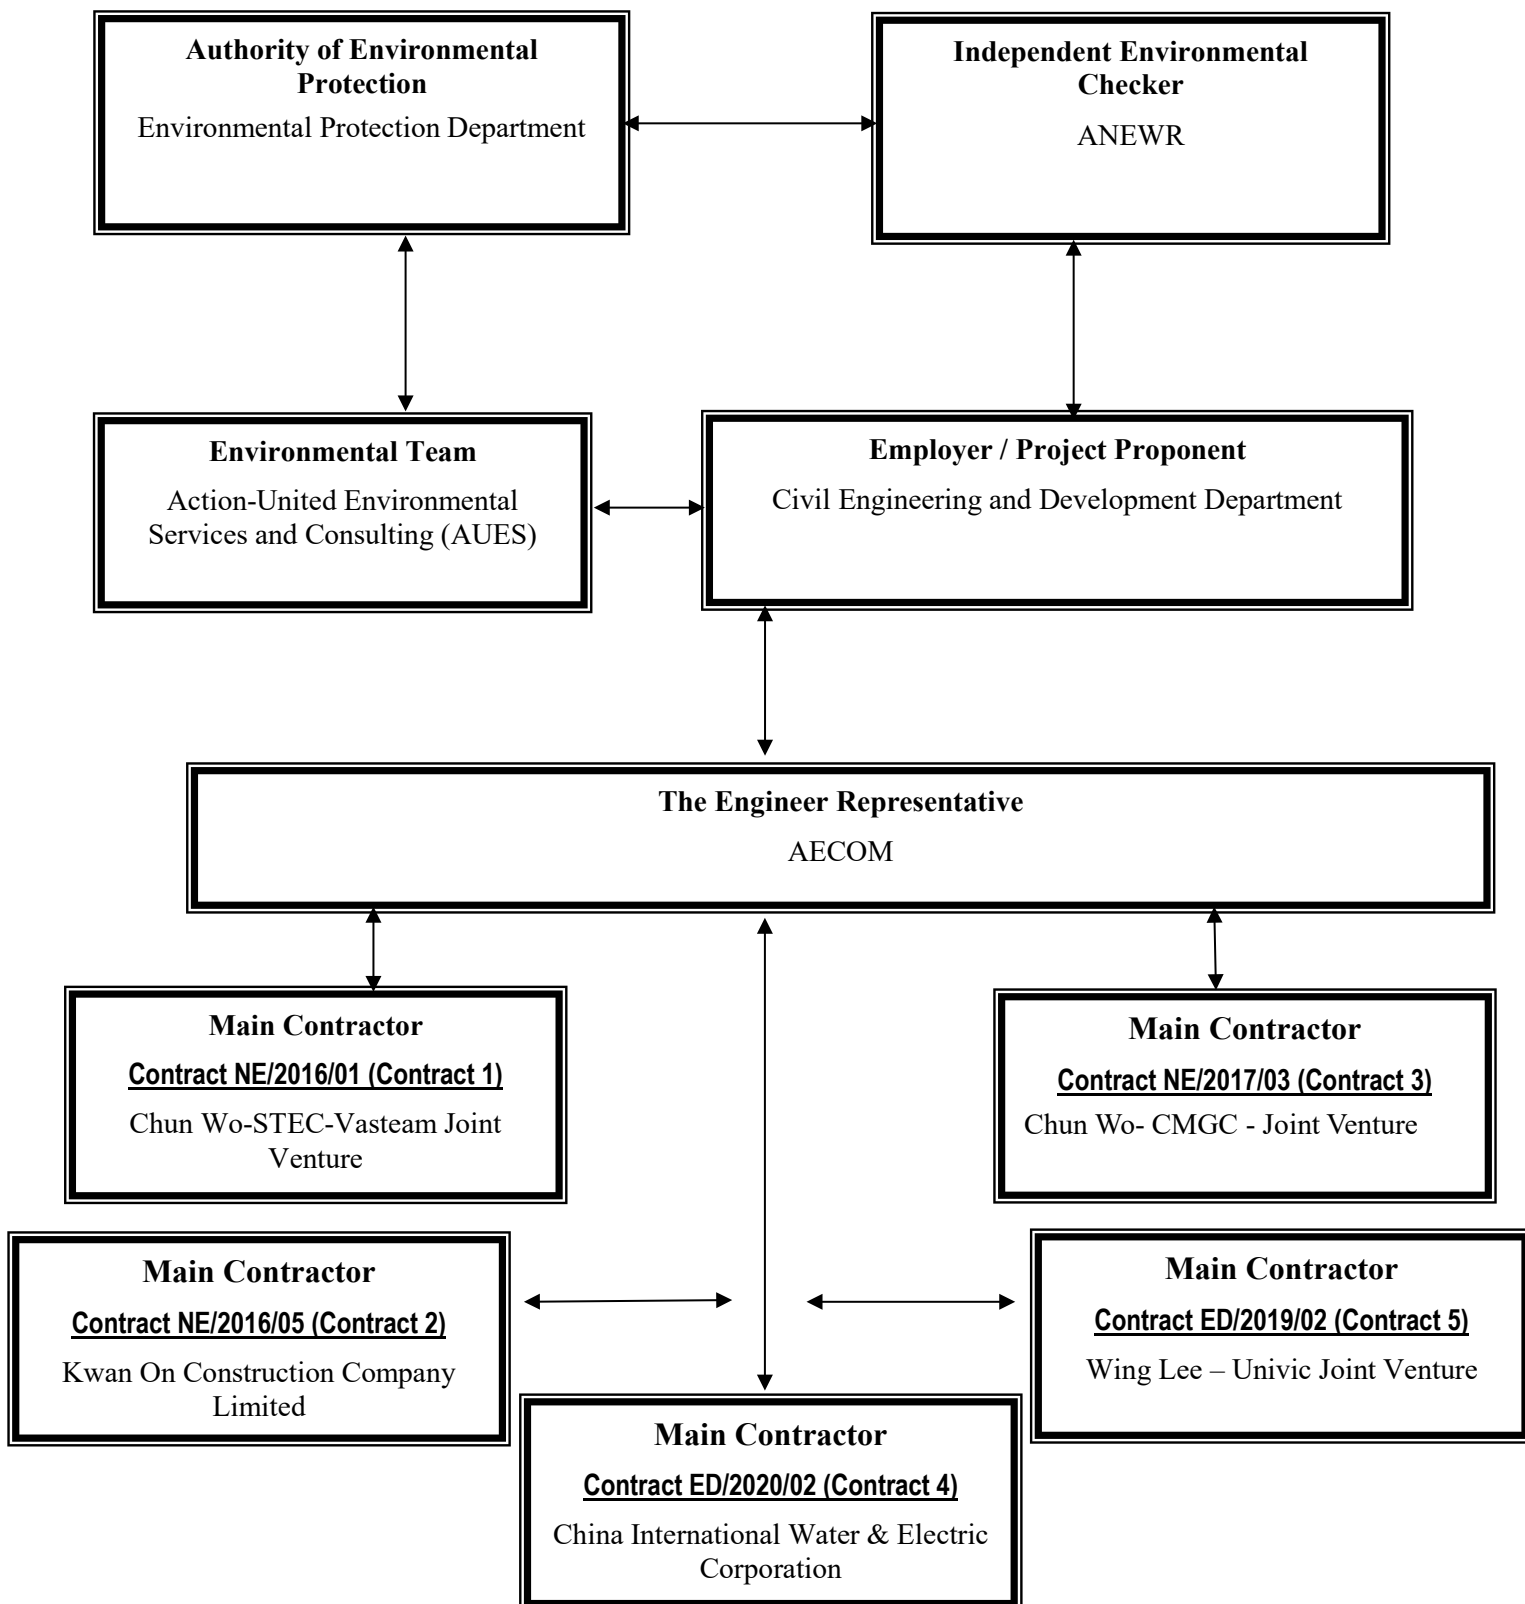 Authority of Environmental
Protection
Environmental Protection Department
Independent Environmental
Checker
ANEWR
Environmental Team
Action-United Environmental
Services and Consulting (AUES)
Employer / Project Proponent
Civil Engineering and Development Department
The Engineer Representative
AECOM
Main Contractor
Contract NE/2016/01 (Contract 1)
Chun Wo-STEC-Vasteam Joint
Venture
Main Contractor
Contract NE/2017/03 (Contract 3)
Chun Wo- CMGC - Joint Venture
Main Contractor
Contract NE/2016/05 (Contract 2)
Kwan On Construction Company
Limited
Main Contractor
Contract ED/2019/02 (Contract 5)
Wing Lee – Univic Joint Venture
Main Contractor
Contract ED/2020/02 (Contract 4)
China International Water & Electric
Corporation